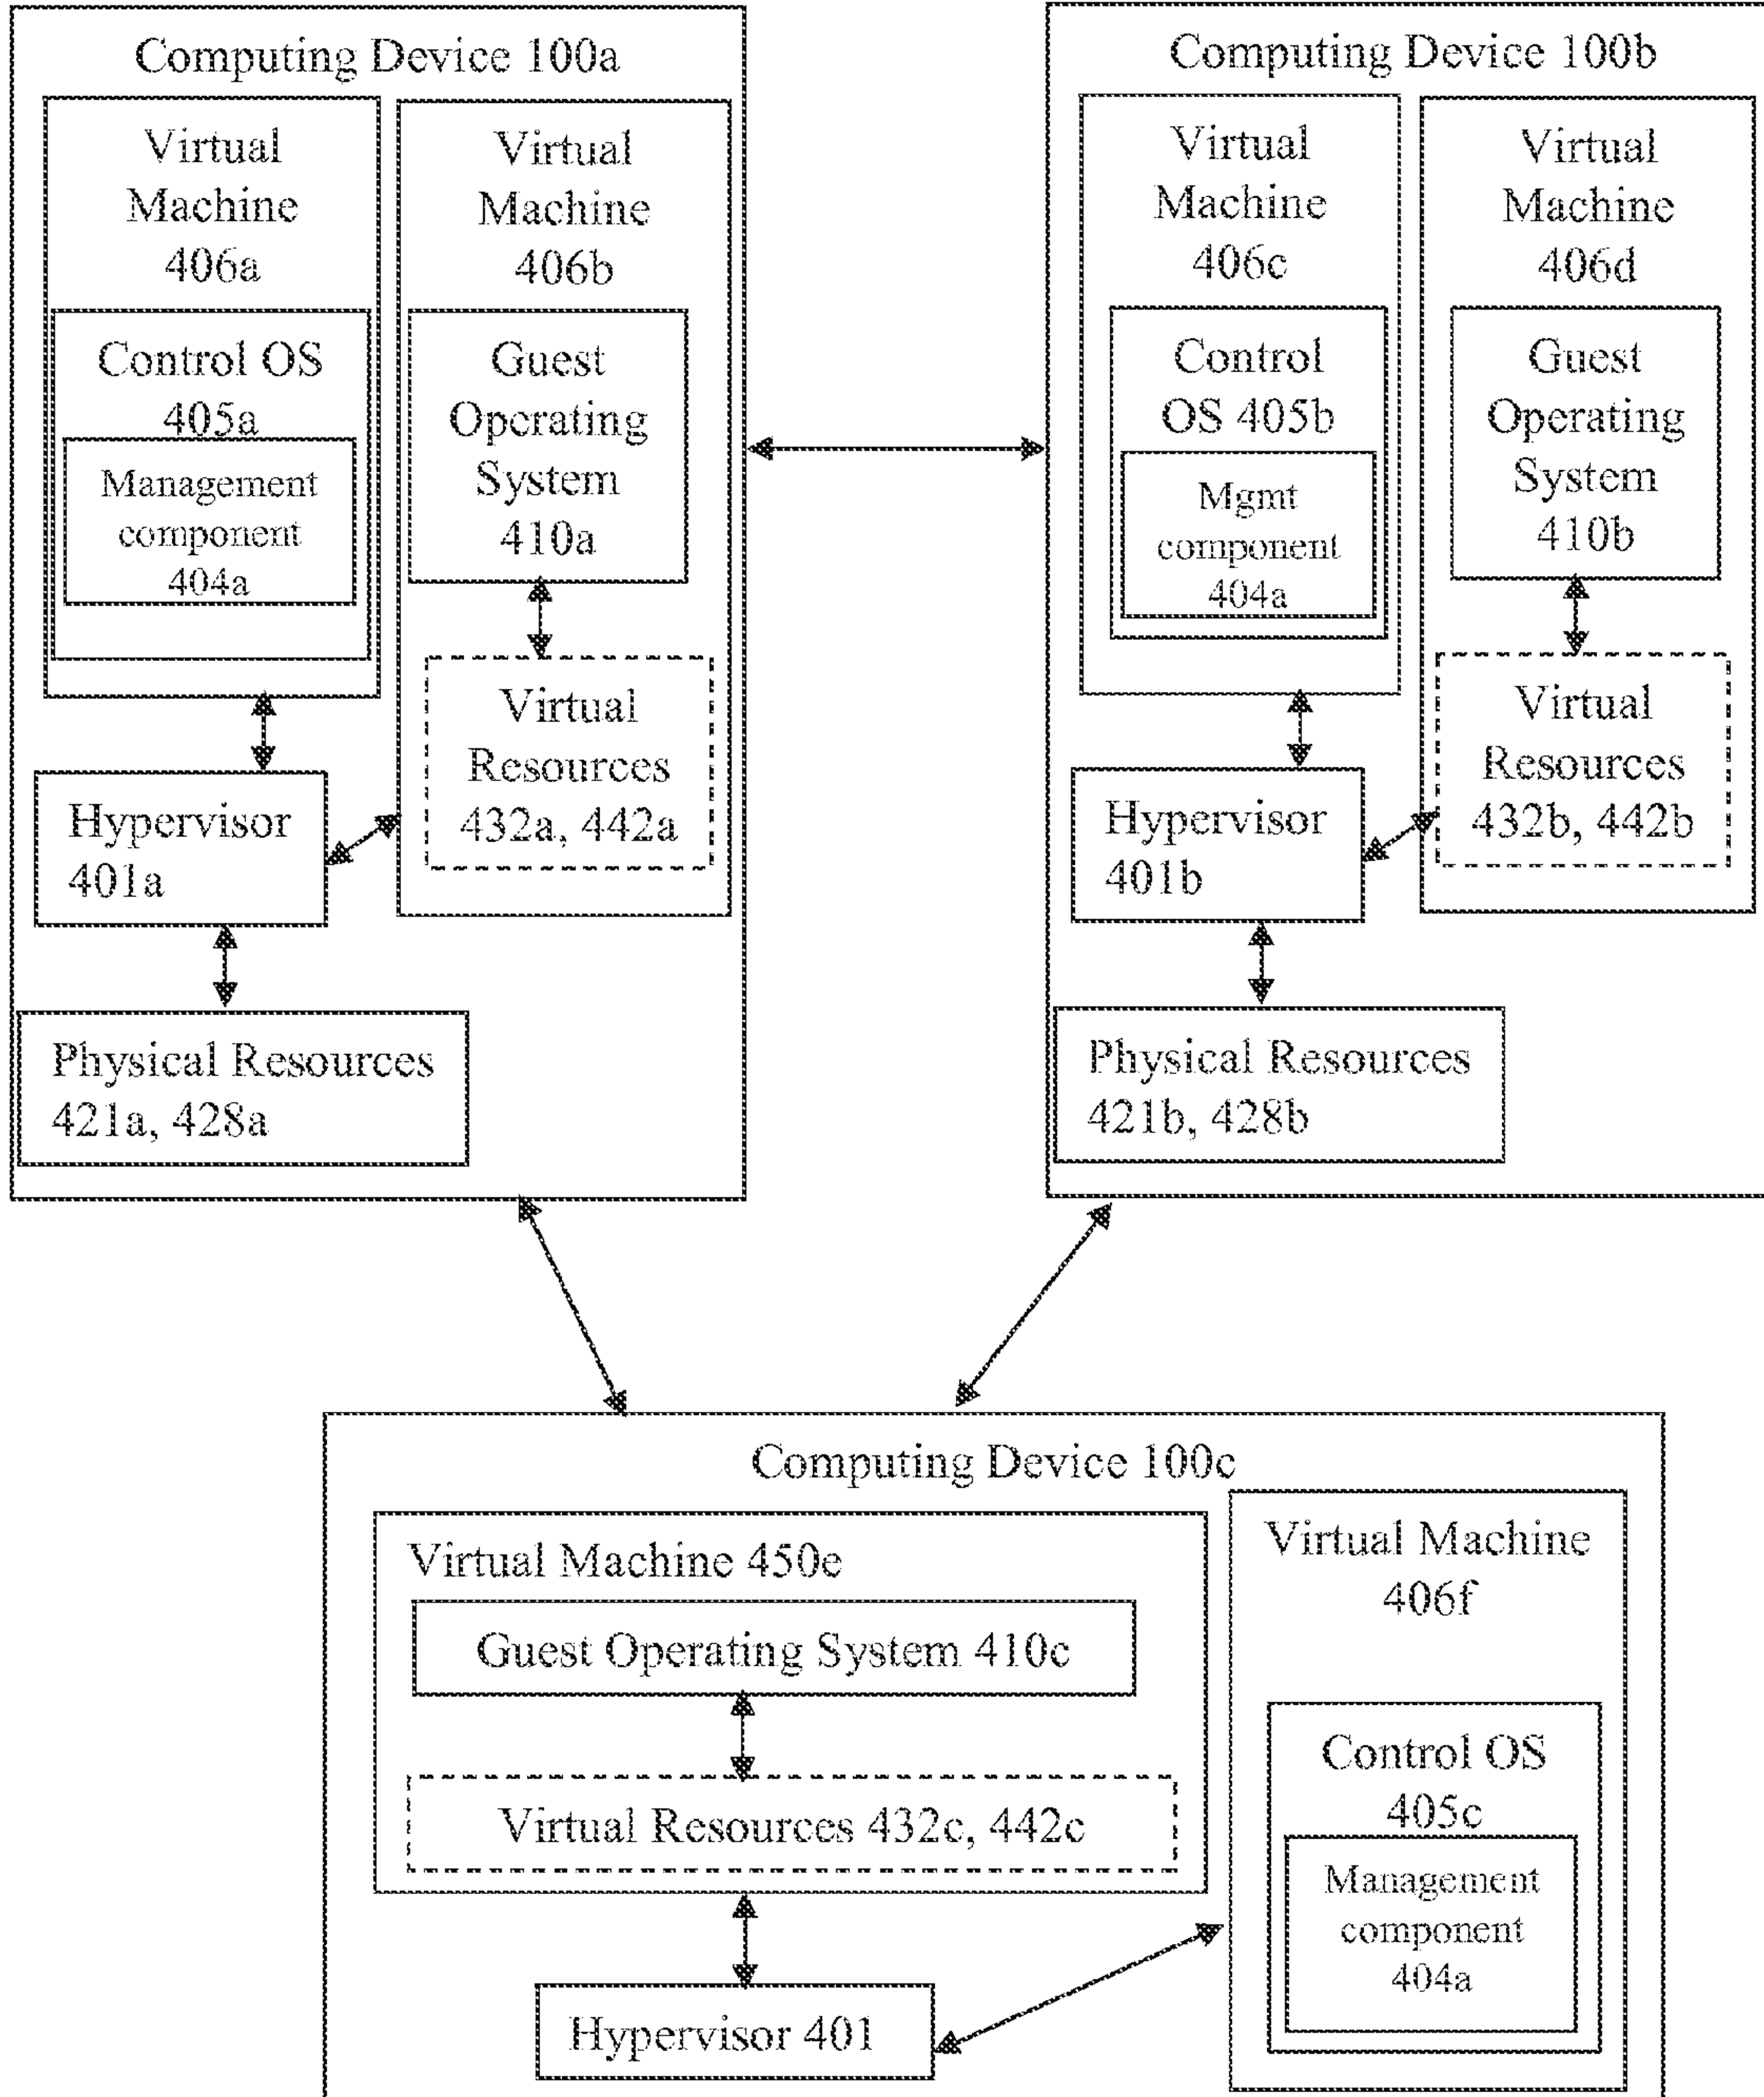 Computing Device 100a
Virtual
Machine
406a
Control OS
405a
Management
component
404a
Virtual
Machine
406b
Guest
Operating
System
410a
Virtual
Resources
432a, 442a
Hypervisor
401a
Physical Resources
421a, 428a
Computing Device 100b
Virtual
Machine
406c
Control
OS 405b
Mgmt
component
404a
Virtual
Machine
406d
Guest
Operating
System
410b
Virtual
Resources
432b, 442b
Hypervisor
401b
Physical Resources
421b, 428b
Computing Device 100c
Virtual Machine 450e
Guest Operating System 410c
Virtual Resources 432c, 442c
Hypervisor 401
Virtual Machine
406f
Control OS
405c
Management
component
404a